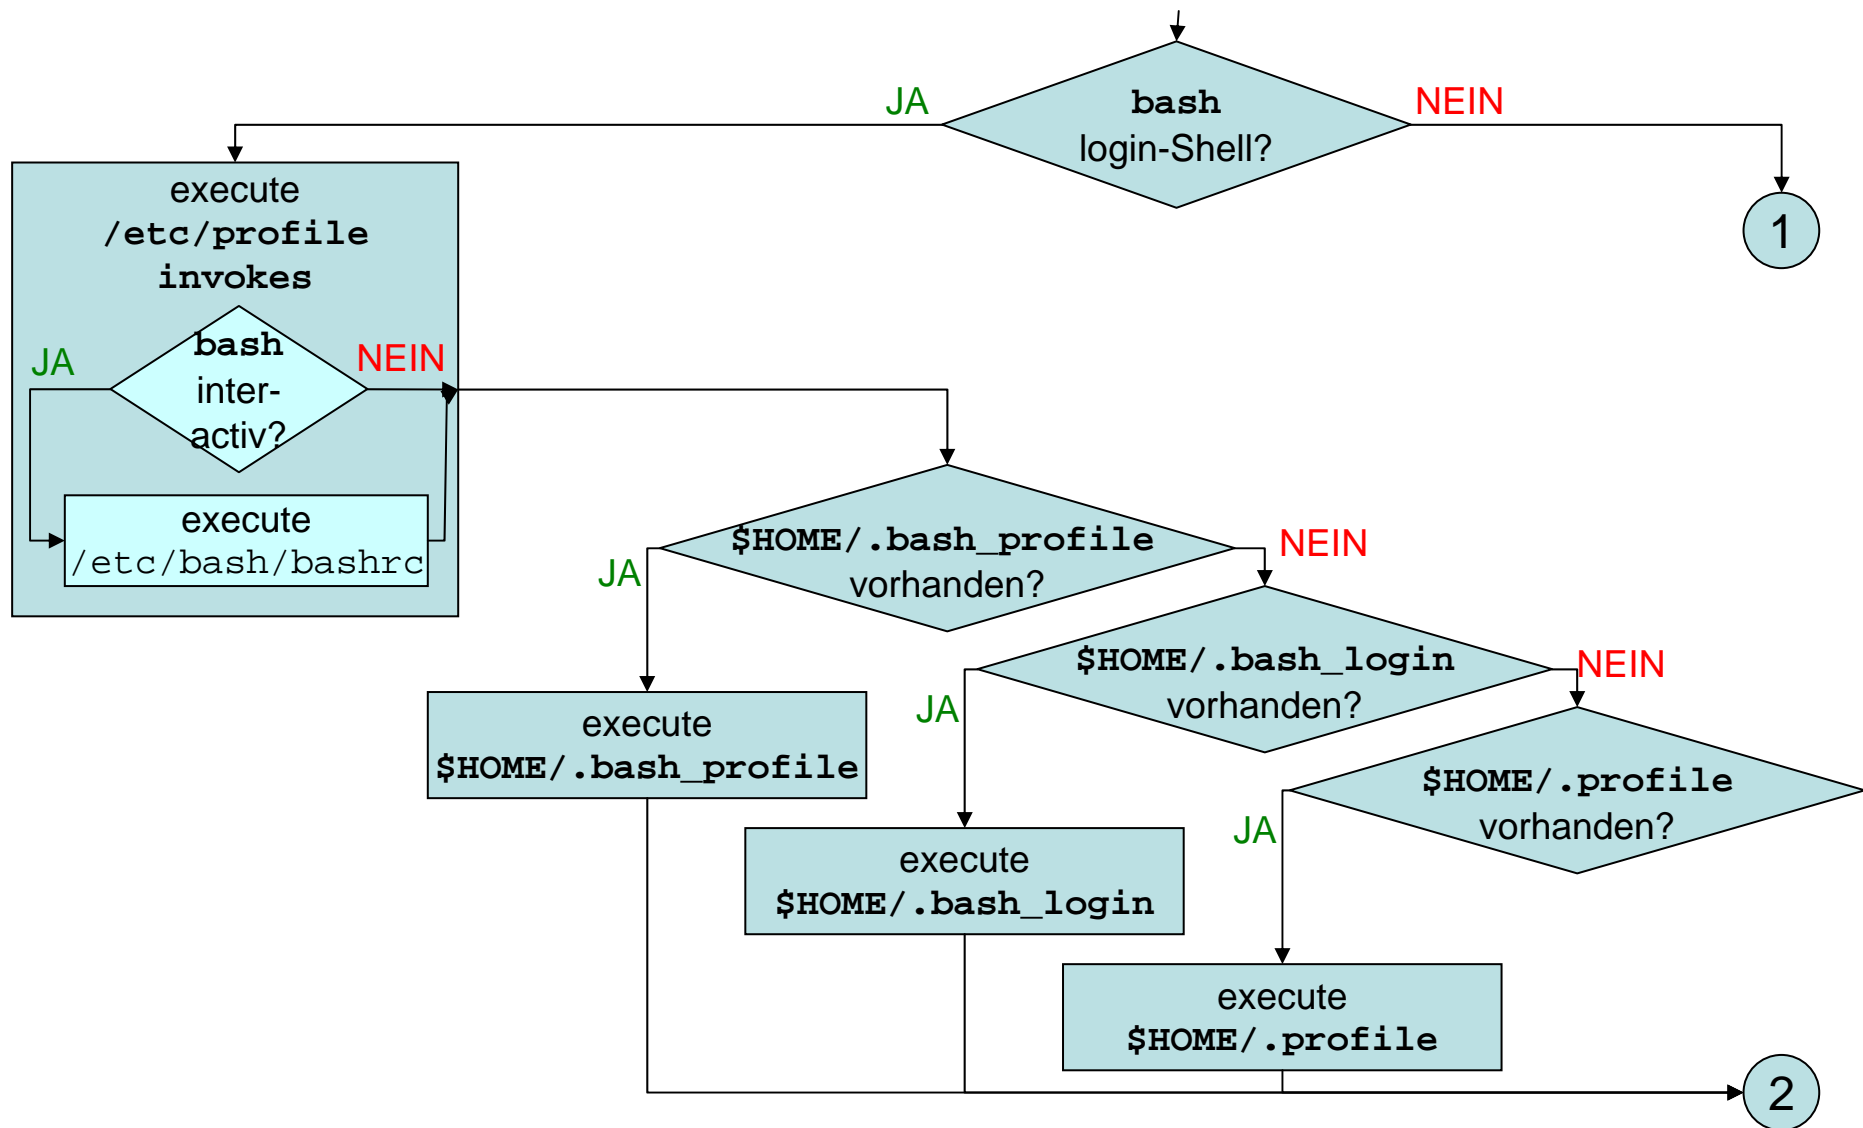 JA
bash
NEIN
login-Shell?
execute
/etc/profile
invokes
1
JA
bash
NEIN
inter-
activ?
execute
/etc/bash/bashrc
$HOME/.bash_profile
vorhanden?
JA
NEIN
$HOME/.bash_login
vorhanden?
JA
NEIN
execute
$HOME/.bash_profile
$HOME/.profile
vorhanden?
JA
execute
$HOME/.bash_login
execute
$HOME/.profile
2